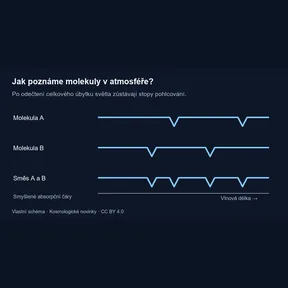 Jak poznáme molekuly v atmosféře?
Po odečtení celkového úbytku světla zůstávají stopy pohlcování.
Molekula A
Molekula B
Směs A a B
Smyšlené absorpční čáry
Vlnová délka →
Vlastní schéma · Kosmologické novinky · CC BY 4.0